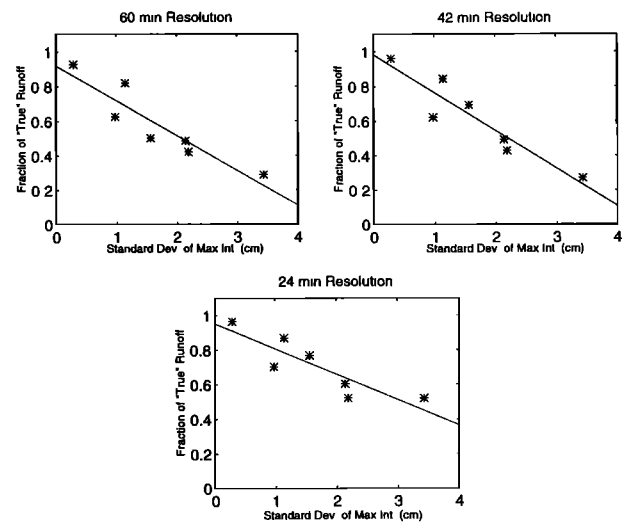 60 min Resolution
1
0.8
0.6
0.4
0 2
0
0 1 2 3 4
Fraction of "True" Runoff
Standard Dev of Max Int (cm)
42 min Resolution
1
0.8
0.6
0.4
0 2
0
0 1 2 3 4
Fraction of "True" Runoff
Standard Dev of Max Int (cm)
24 min Resolution
1
0.8
0.6
0.4
0.2
0
0 1 2 3 4
Fraction of "True" Runoff
Standard Dev of Max Int (cm)